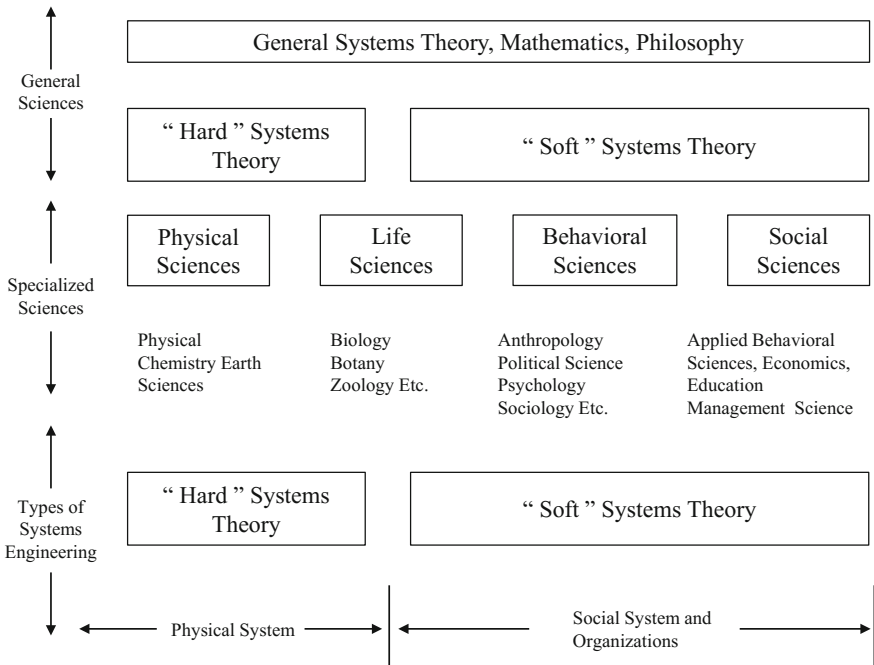 General Systems Theory, Mathematics, Philosophy
General
Sciences
“ Hard ” Systems
Theory
“ Soft ” Systems Theory
Specialized
Sciences
Physical
Sciences
Life
Sciences
Behavioral
Sciences
Social
Sciences
Physical
Chemistry Earth
Sciences
Biology
Botany
Zoology Etc.
Anthropology
Political Science
Psychology
Sociology Etc.
Applied Behavioral
Sciences, Economics,
Education
Management Science
Types of
Systems
Engineering
“ Hard ” Systems
Theory
“ Soft ” Systems Theory
Physical System
Social System and
Organizations